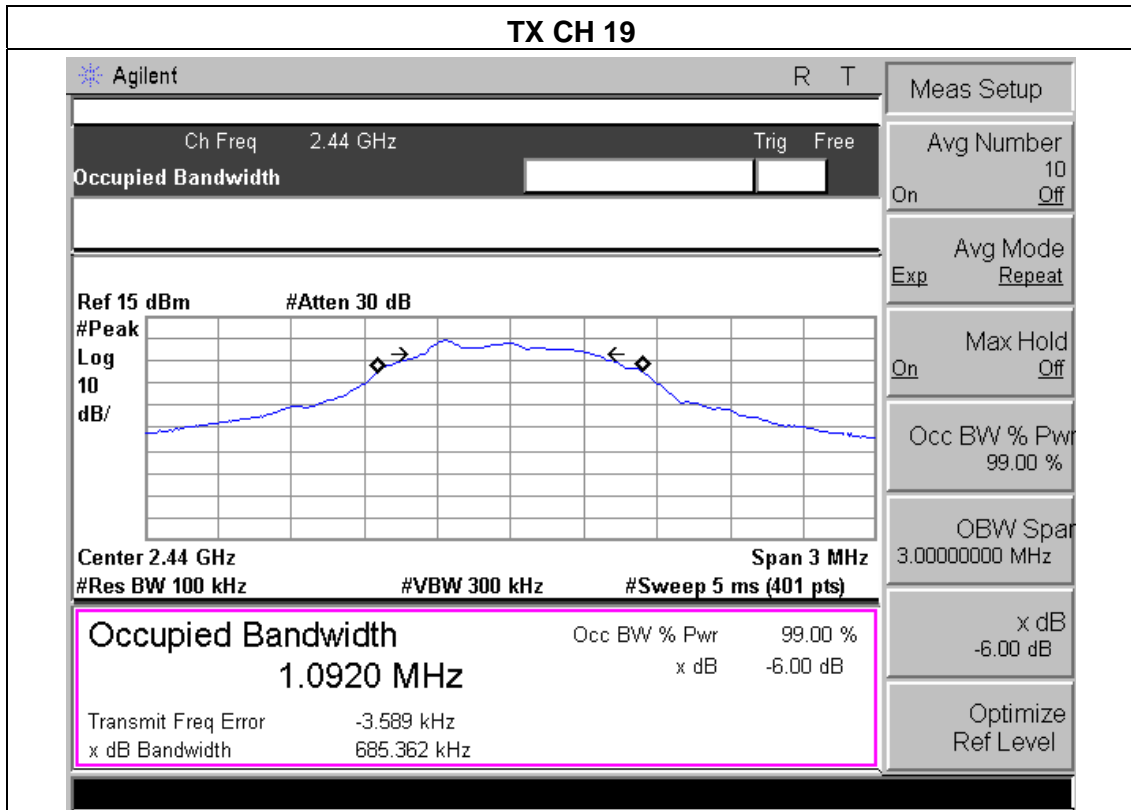 TX CH 19
Agilent R T
Ch Freq 2.44 GHz Trig Free
Occupied Bandwidth
Ref 15 dBm #Atten 30 dB
#Peak
Log
10
dB/
Center 2.44 GHz Span 3 MHz
#Res BW 100 kHz #VBW 300 kHz #Sweep 5 ms (401 pts)
Occupied Bandwidth Occ BW % Pwr 99.00 %
1.0920 MHz x dB -6.00 dB
Transmit Freq Error -3.589 kHz
x dB Bandwidth 685.362 kHz
Meas Setup
Avg Number
10
On Off
Avg Mode
Exp Repeat
Max Hold
On Off
Occ BW % Pwr
99.00 %
OBW Span
3.00000000 MHz
x dB
-6.00 dB
Optimize
Ref Level